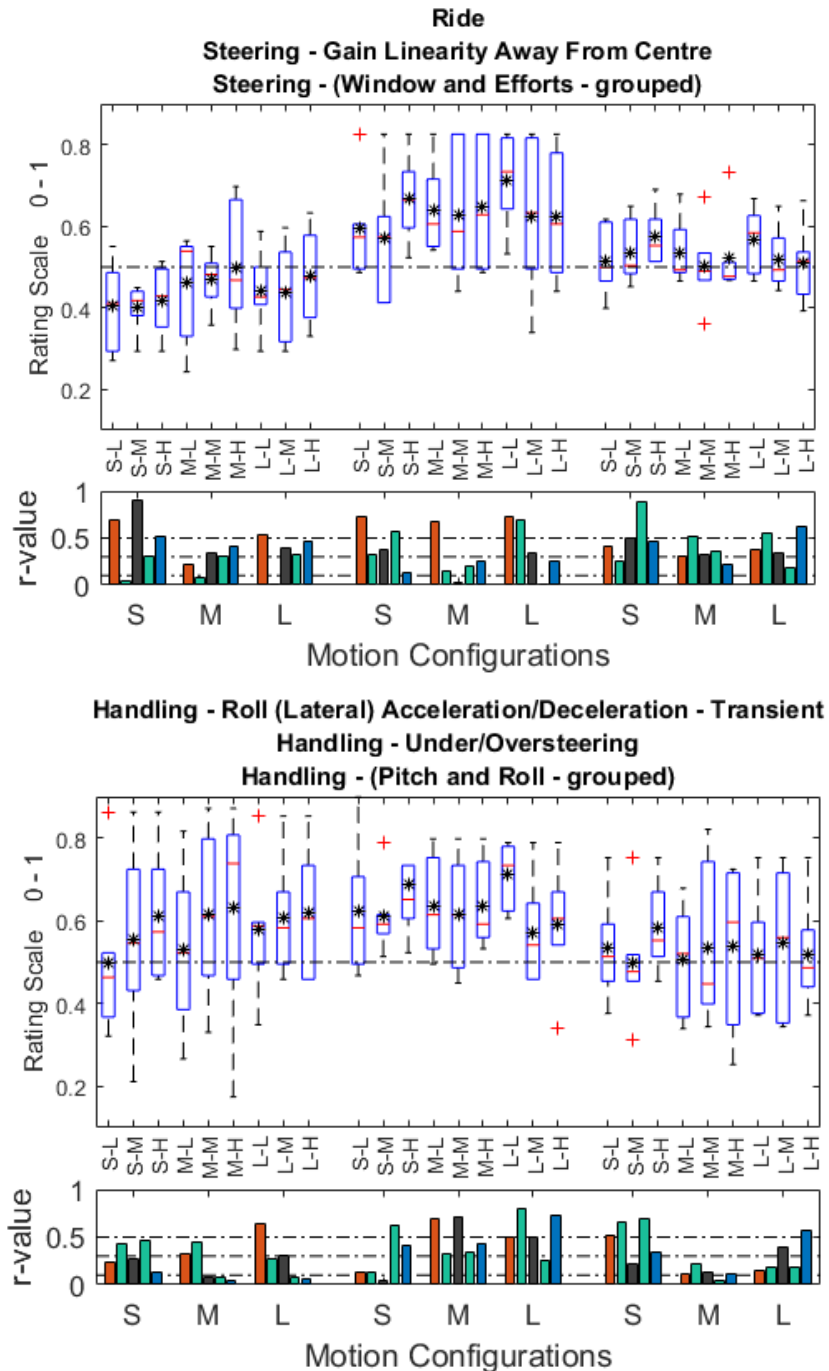 Ride
Steering - Gain Linearity Away From Centre
Steering - (Window and Efforts - grouped)
Rating Scale 0 - 1
0.8
0.6
0.4
0.2
S-L S-M S-H M-L M-M M-H L-L L-M L-H S-L S-M S-H M-L M-M M-H L-L L-M L-H S-L S-M S-H M-L M-M M-H L-L L-M L-H
r-value
1
0.5
0
S M L S M L S M L
Motion Configurations
Handling - Roll (Lateral) Acceleration/Deceleration - Transient
Handling - Under/Oversteering
Handling - (Pitch and Roll - grouped)
Rating Scale 0 - 1
0.8
0.6
0.4
0.2
S-L S-M S-H M-L M-M M-H L-L L-M L-H S-L S-M S-H M-L M-M M-H L-L L-M L-H S-L S-M S-H M-L M-M M-H L-L L-M L-H
r-value
1
0.5
0
S M L S M L S M L
Motion Configurations